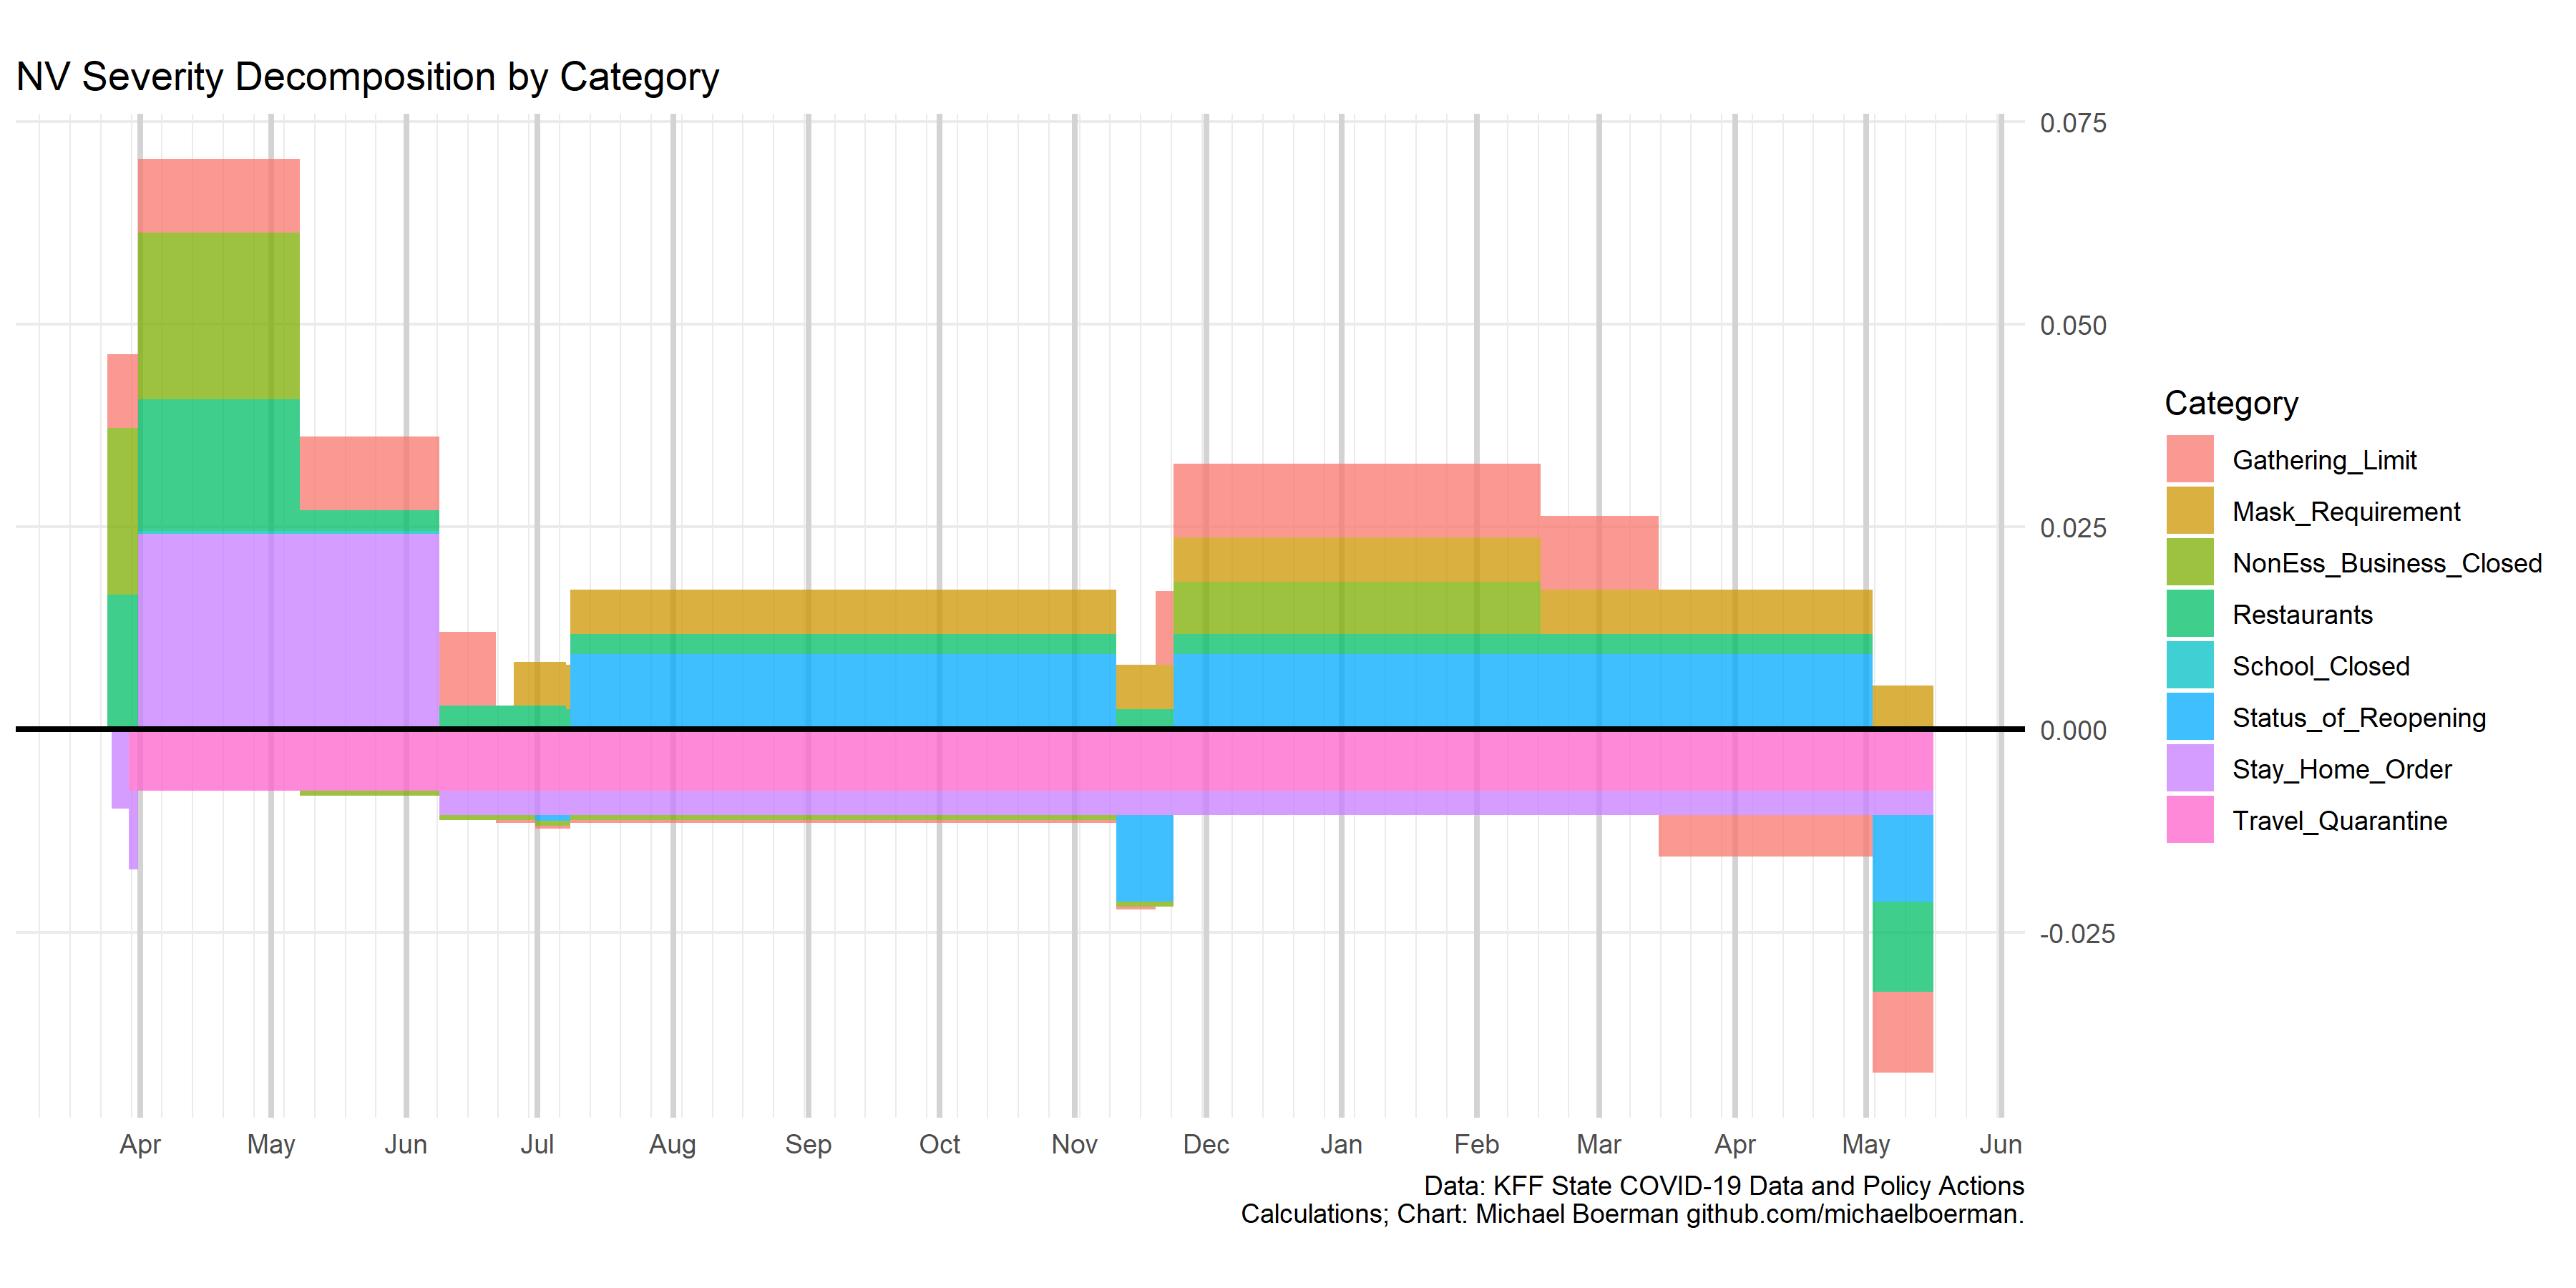 NV Severity Decomposition by Category
0.075
0.050
0.025
0.000
-0.025
Category
Gathering_Limit
Mask_Requirement
NonEss_Business_Closed
Restaurants
School_Closed
Status_of_Reopening
Stay_Home_Order
Travel_Quarantine
Apr May Jun Jul Aug Sep Oct Nov Dec Jan Feb Mar Apr May Jun
Data: KFF State COVID-19 Data and Policy Actions
Calculations; Chart: Michael Boerman github.com/michaelboerman.